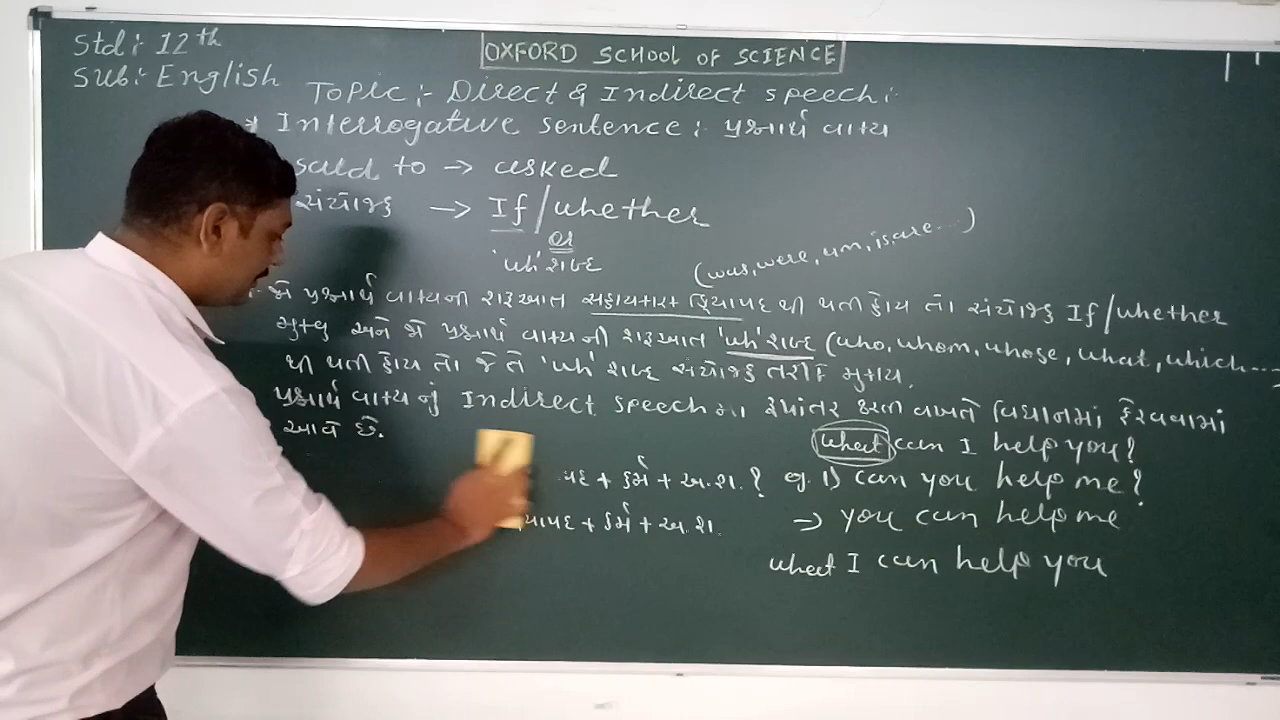 Std: 12th
OXFORD SCHOOL OF SCIENCE
Sub: English
Topic:- Direct & Indirect speech:-
* Interrogative sentence: પ્રશ્નાર્થ વાક્ય
said to → asked
સંયોજક → If/whether
or
'wh' શબ્દ
(was, were, um, is, are...)
જો પ્રશ્નાર્થ વાક્યની શરૂઆત સહાયકારક ક્રિયાપદ થી થતી હોય તો સંયોજક If/whether
મુકવુ અને જો પ્રશ્નાર્થ વાક્યની શરૂઆત 'wh' શબ્દ (who, whom, whose, what, which....
થી થતી હોય તો જે તે 'wh' શબ્દ સંયોજક તરીકે મુકાય.
પ્રશ્નાર્થ વાક્યનું Indirect speech મા રૂપાંતર કરતી વખતે વિધાનમાં ફેરવવામાં
આવે છે.
what can I help you?
પદ + કર્મ + અ.શ.? eg. 1) can you help me?
યાપદ + કર્મ + અ.શ. → you can help me
what I can help you